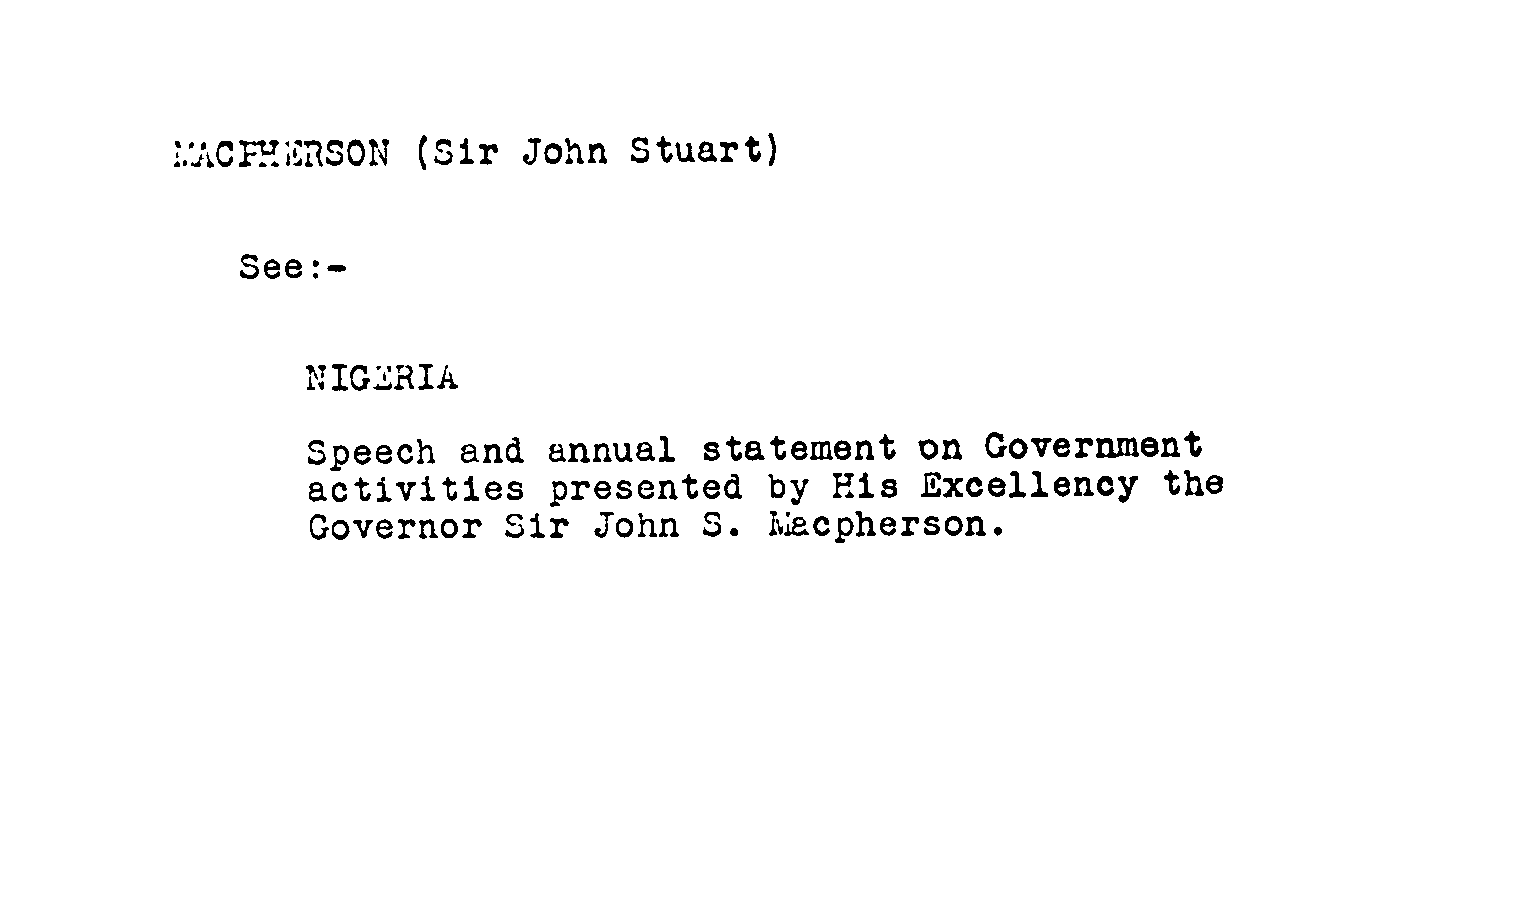 MACPHERSON (Sir John Stuart)
See:-
NIGERIA
Speech and annual statement on Government
activities presented by His Excellency the
Governor Sir John S. Macpherson.